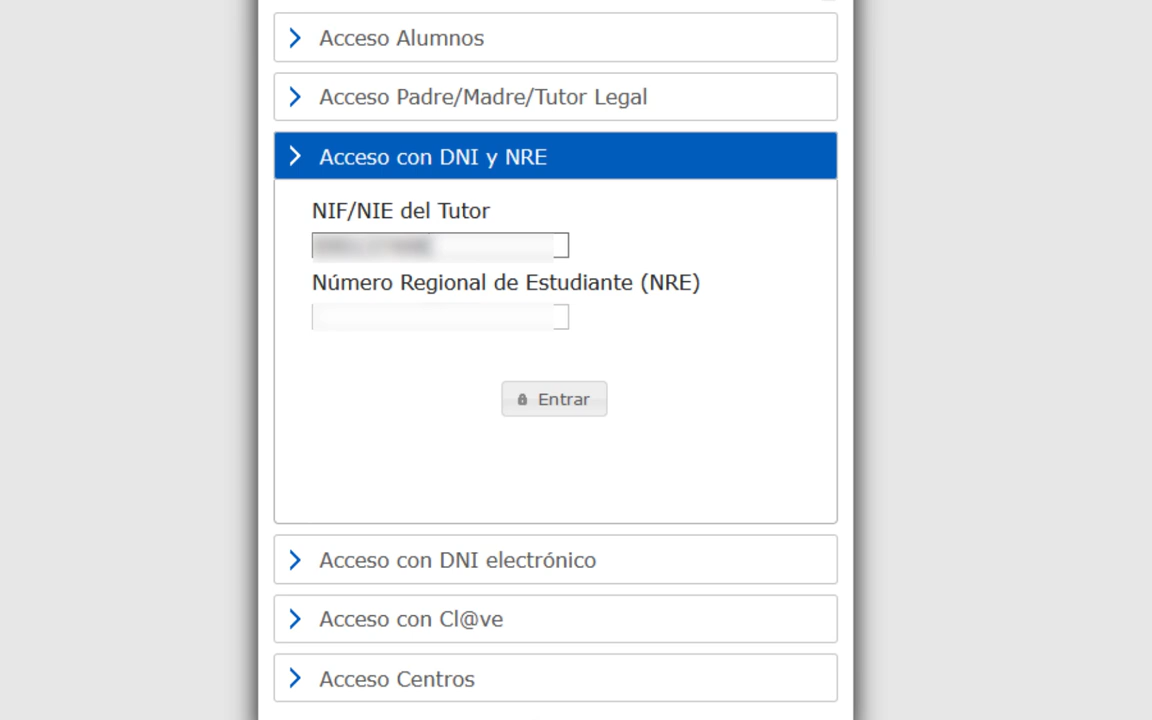 Acceso Alumnos
Acceso Padre/Madre/Tutor Legal
Acceso con DNI y NRE
NIF/NIE del Tutor
Número Regional de Estudiante (NRE)
Entrar
Acceso con DNI electrónico
Acceso con Cl@ve
Acceso Centros